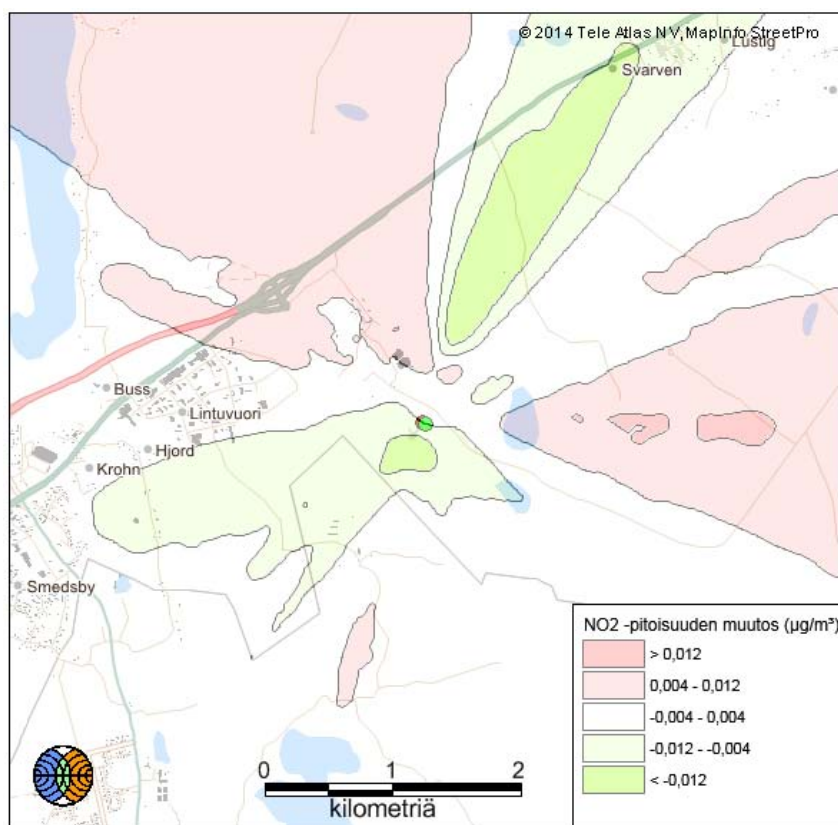 © 2014 Tele Atlas N V, MapInfo StreetPro
Lustig
Svarven
Buss
Lintuvuori
Hjord
Krohn
Smedsby
NO2 -pitoisuuden muutos (µg/m³)
> 0,012
0,004 - 0,012
-0,004 - 0,004
-0,012 - -0,004
< -0,012
0 1 2
kilometriä